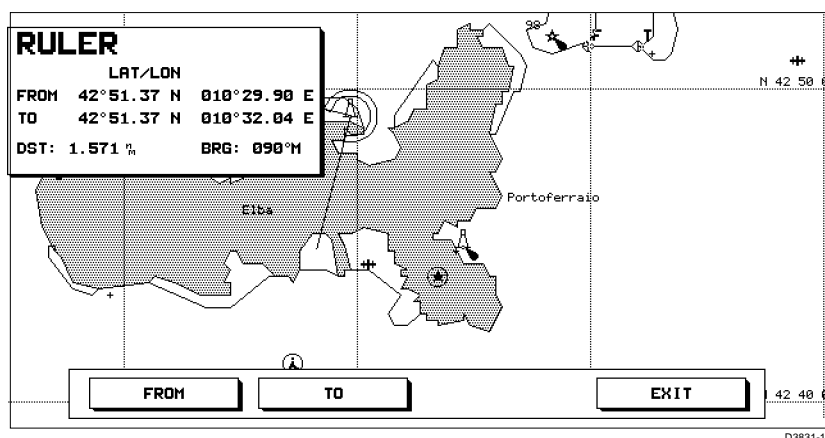 RULER
LAT/LON
FROM 42°51.37 N 010°29.90 E
TO 42°51.37 N 010°32.04 E
DST: 1.571 nm BRG: 090°M
98
F
T
N 42 50
Portoferraio
Elba
FROM TO EXIT
42 40
D3831-1